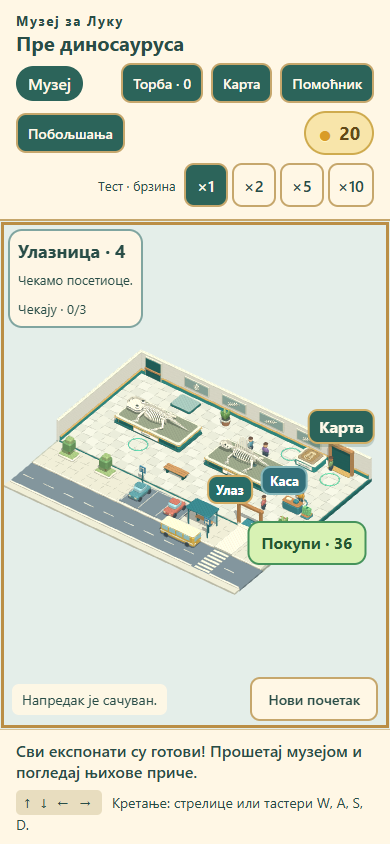 Музеј за Луку
Пре диносауруса
Музеј
Торба · 0
Карта
Помоћник
Побољшања
20
Тест · брзина
×1
×2
×5
×10
Улазница · 4
Чекамо посетиоце.
Чекају · 0/3
Карта
Улаз
Каса
Покупи · 36
Напредак је сачуван.
Нови почетак
Сви експонати су готови! Прошетај музејом и
погледај њихове приче.
↑ ↓ ← → Кретање: стрелице или тастери W, A, S,
D.